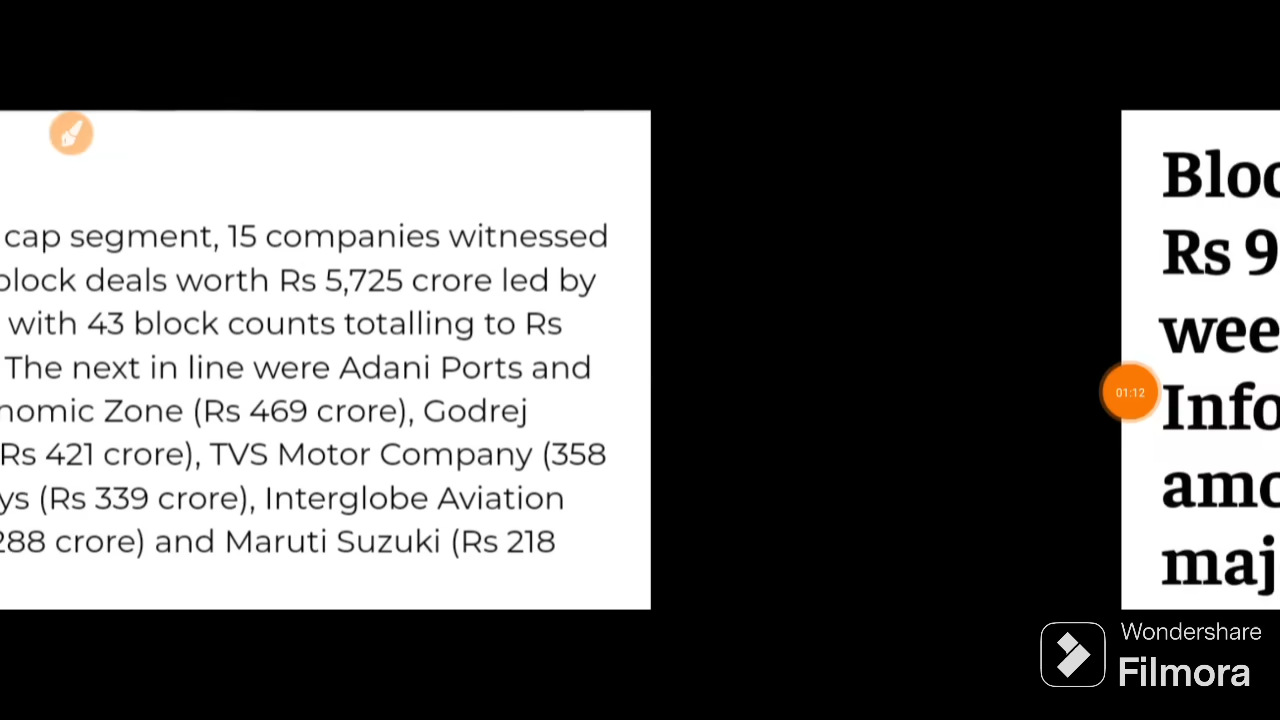 cap segment, 15 companies witnessed
block deals worth Rs 5,725 crore led by
with 43 block counts totalling to Rs
The next in line were Adani Ports and
nomic Zone (Rs 469 crore), Godrej
Rs 421 crore), TVS Motor Company (358
ys (Rs 339 crore), Interglobe Aviation
288 crore) and Maruti Suzuki (Rs 218
Bloc
Rs 9
wee
Info
amo
maj
01:12
Wondershare
Filmora